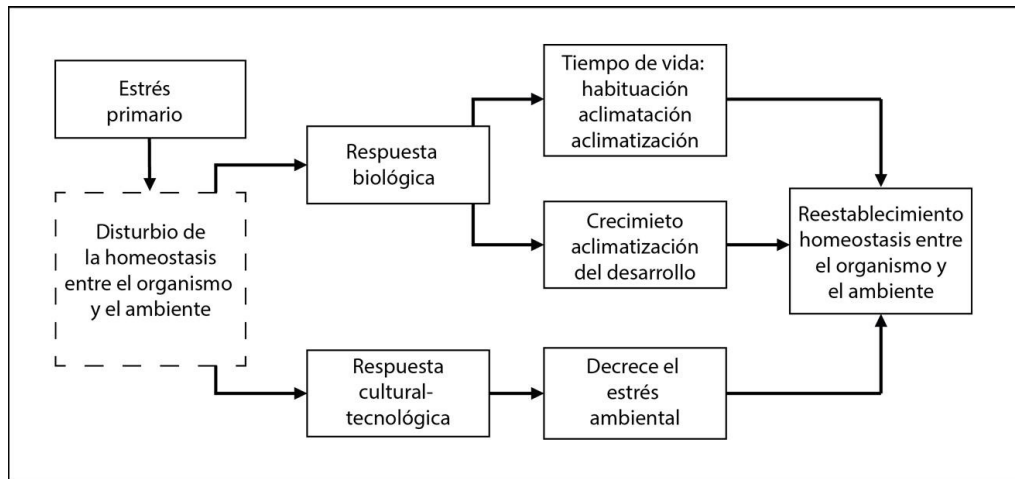 Estrés
primario
Disturbio de
la homeostasis
entre el organismo
y el ambiente
Respuesta
biológica
Respuesta
cultural-
tecnológica
Tiempo de vida:
habituación
aclimatación
aclimatización
Crecimieto
aclimatización
del desarrollo
Decrece el
estrés
ambiental
Reestablecimiento
homeostasis entre
el organismo y
el ambiente